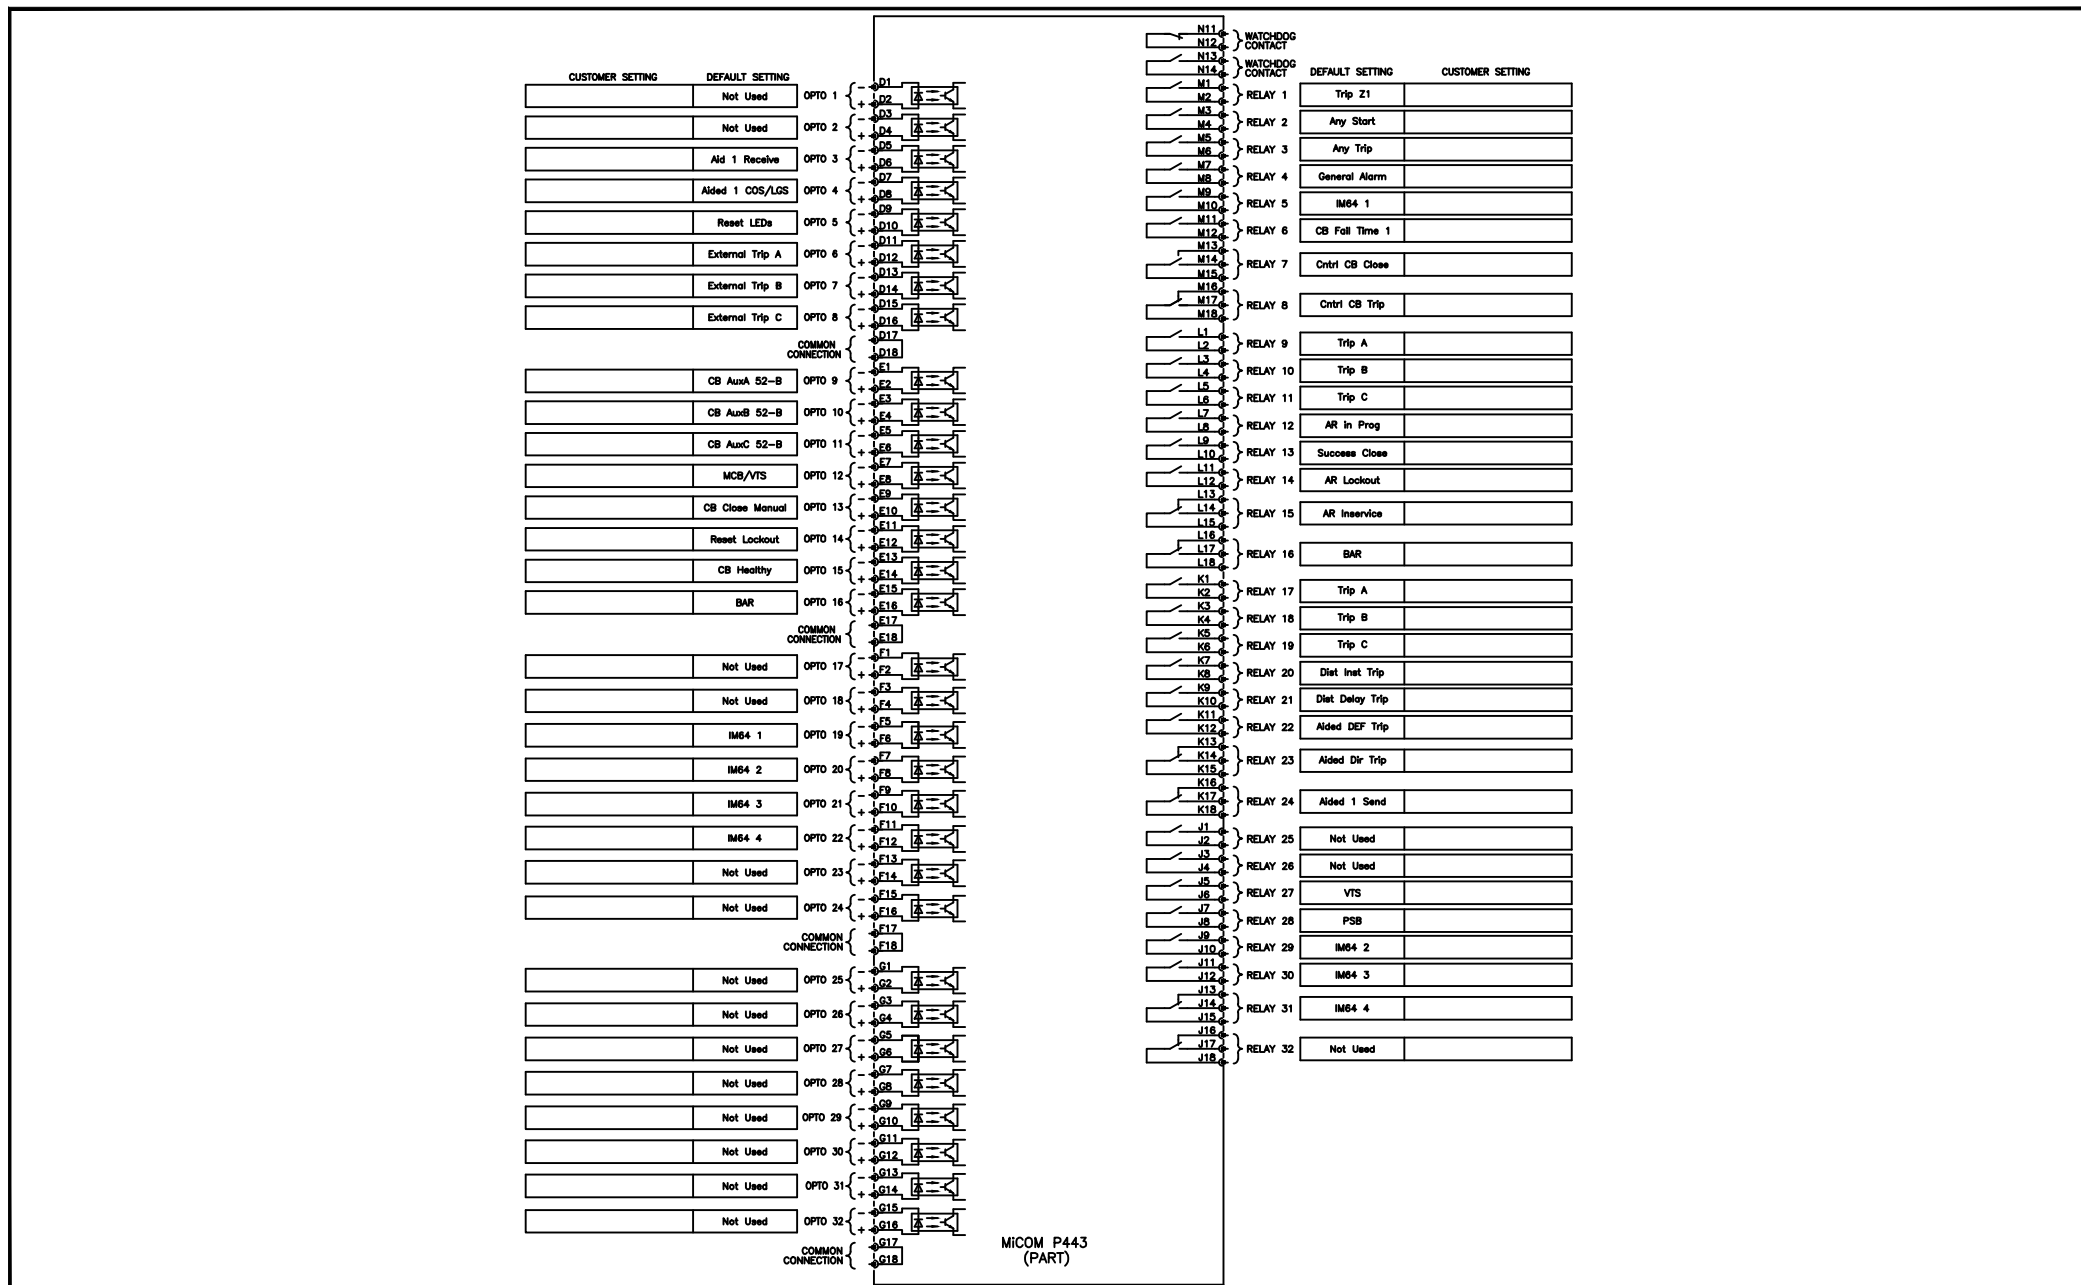 CUSTOMER SETTING DEFAULT SETTING
Not Used OPTO 1 - D1
+ D2
Not Used OPTO 2 - D3
+ D4
Aid 1 Receive OPTO 3 - D5
+ D6
Aided 1 COS/LGS OPTO 4 - D7
+ D8
Reset LEDs OPTO 5 - D9
+ D10
External Trip A OPTO 6 - D11
+ D12
External Trip B OPTO 7 - D13
+ D14
External Trip C OPTO 8 - D15
+ D16
COMMON CONNECTION D17
D18
CB AuxA 52-B OPTO 9 - E1
+ E2
CB AuxB 52-B OPTO 10 - E3
+ E4
CB AuxC 52-B OPTO 11 - E5
+ E6
MCB/VTS OPTO 12 - E7
+ E8
CB Close Manual OPTO 13 - E9
+ E10
Reset Lockout OPTO 14 - E11
+ E12
CB Healthy OPTO 15 - E13
+ E14
BAR OPTO 16 - E15
+ E16
COMMON CONNECTION E17
E18
Not Used OPTO 17 - F1
+ F2
Not Used OPTO 18 - F3
+ F4
IM64 1 OPTO 19 - F5
+ F6
IM64 2 OPTO 20 - F7
+ F8
IM64 3 OPTO 21 - F9
+ F10
IM64 4 OPTO 22 - F11
+ F12
Not Used OPTO 23 - F13
+ F14
Not Used OPTO 24 - F15
+ F16
COMMON CONNECTION F17
F18
Not Used OPTO 25 - G1
+ G2
Not Used OPTO 26 - G3
+ G4
Not Used OPTO 27 - G5
+ G6
Not Used OPTO 28 - G7
+ G8
Not Used OPTO 29 - G9
+ G10
Not Used OPTO 30 - G11
+ G12
Not Used OPTO 31 - G13
+ G14
Not Used OPTO 32 - G15
+ G16
COMMON CONNECTION G17
G18
MiCOM P443
(PART)
N11 WATCHDOG
N12 CONTACT
N13 WATCHDOG
N14 CONTACT
DEFAULT SETTING CUSTOMER SETTING
M1
M2 RELAY 1 Trip Z1
M3
M4 RELAY 2 Any Start
M5
M6 RELAY 3 Any Trip
M7
M8 RELAY 4 General Alarm
M9
M10 RELAY 5 IM64 1
M11
M12 RELAY 6 CB Fail Time 1
M13
M14 RELAY 7 Cntrl CB Close
M15
M16
M17 RELAY 8 Cntrl CB Trip
M18
L1
L2 RELAY 9 Trip A
L3
L4 RELAY 10 Trip B
L5
L6 RELAY 11 Trip C
L7
L8 RELAY 12 AR in Prog
L9
L10 RELAY 13 Success Close
L11
L12 RELAY 14 AR Lockout
L13
L14 RELAY 15 AR Inservice
L15
L16
L17 RELAY 16 BAR
L18
K1
K2 RELAY 17 Trip A
K3
K4 RELAY 18 Trip B
K5
K6 RELAY 19 Trip C
K7
K8 RELAY 20 Dist Inst Trip
K9
K10 RELAY 21 Dist Delay Trip
K11
K12 RELAY 22 Aided DEF Trip
K13
K14 RELAY 23 Aided Dir Trip
K15
K16
K17 RELAY 24 Aided 1 Send
K18
J1
J2 RELAY 25 Not Used
J3
J4 RELAY 26 Not Used
J5
J6 RELAY 27 VTS
J7
J8 RELAY 28 PSB
J9
J10 RELAY 29 IM64 2
J11
J12 RELAY 30 IM64 3
J13
J14 RELAY 31 IM64 4
J15
J16
J17 RELAY 32 Not Used
J18